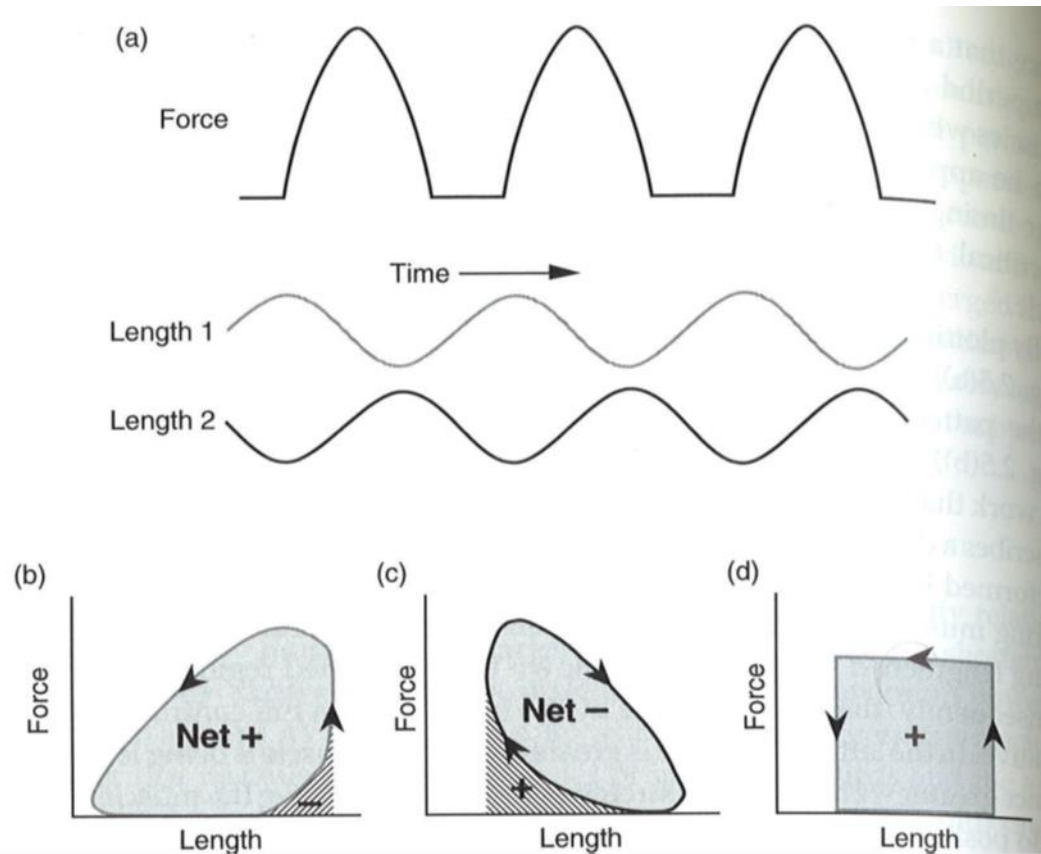 (a)
Force
Time
Length 1
Length 2
(b)
Force
Net +
−
Length
(c)
Force
Net −
+
Length
(d)
Force
+
Length